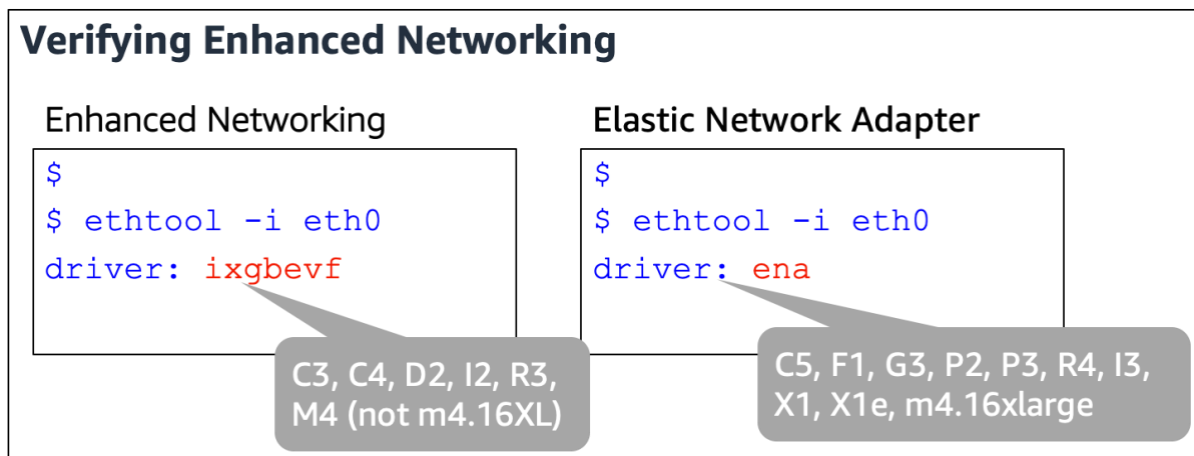 Verifying Enhanced Networking
Enhanced Networking
$
$ ethtool -i eth0
driver: ixgbevf
C3, C4, D2, I2, R3,
M4 (not m4.16XL)
Elastic Network Adapter
$
$ ethtool -i eth0
driver: ena
C5, F1, G3, P2, P3, R4, I3,
X1, X1e, m4.16xlarge